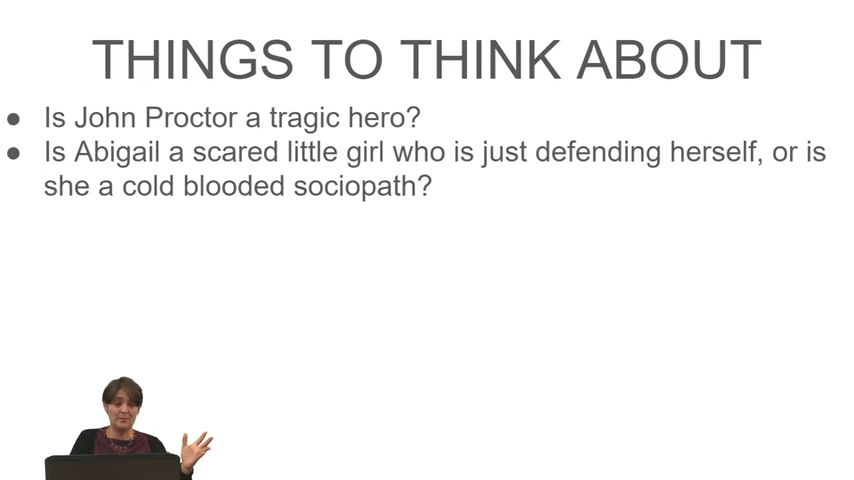 THINGS TO THINK ABOUT
● Is John Proctor a tragic hero?
● Is Abigail a scared little girl who is just defending herself, or is
she a cold blooded sociopath?